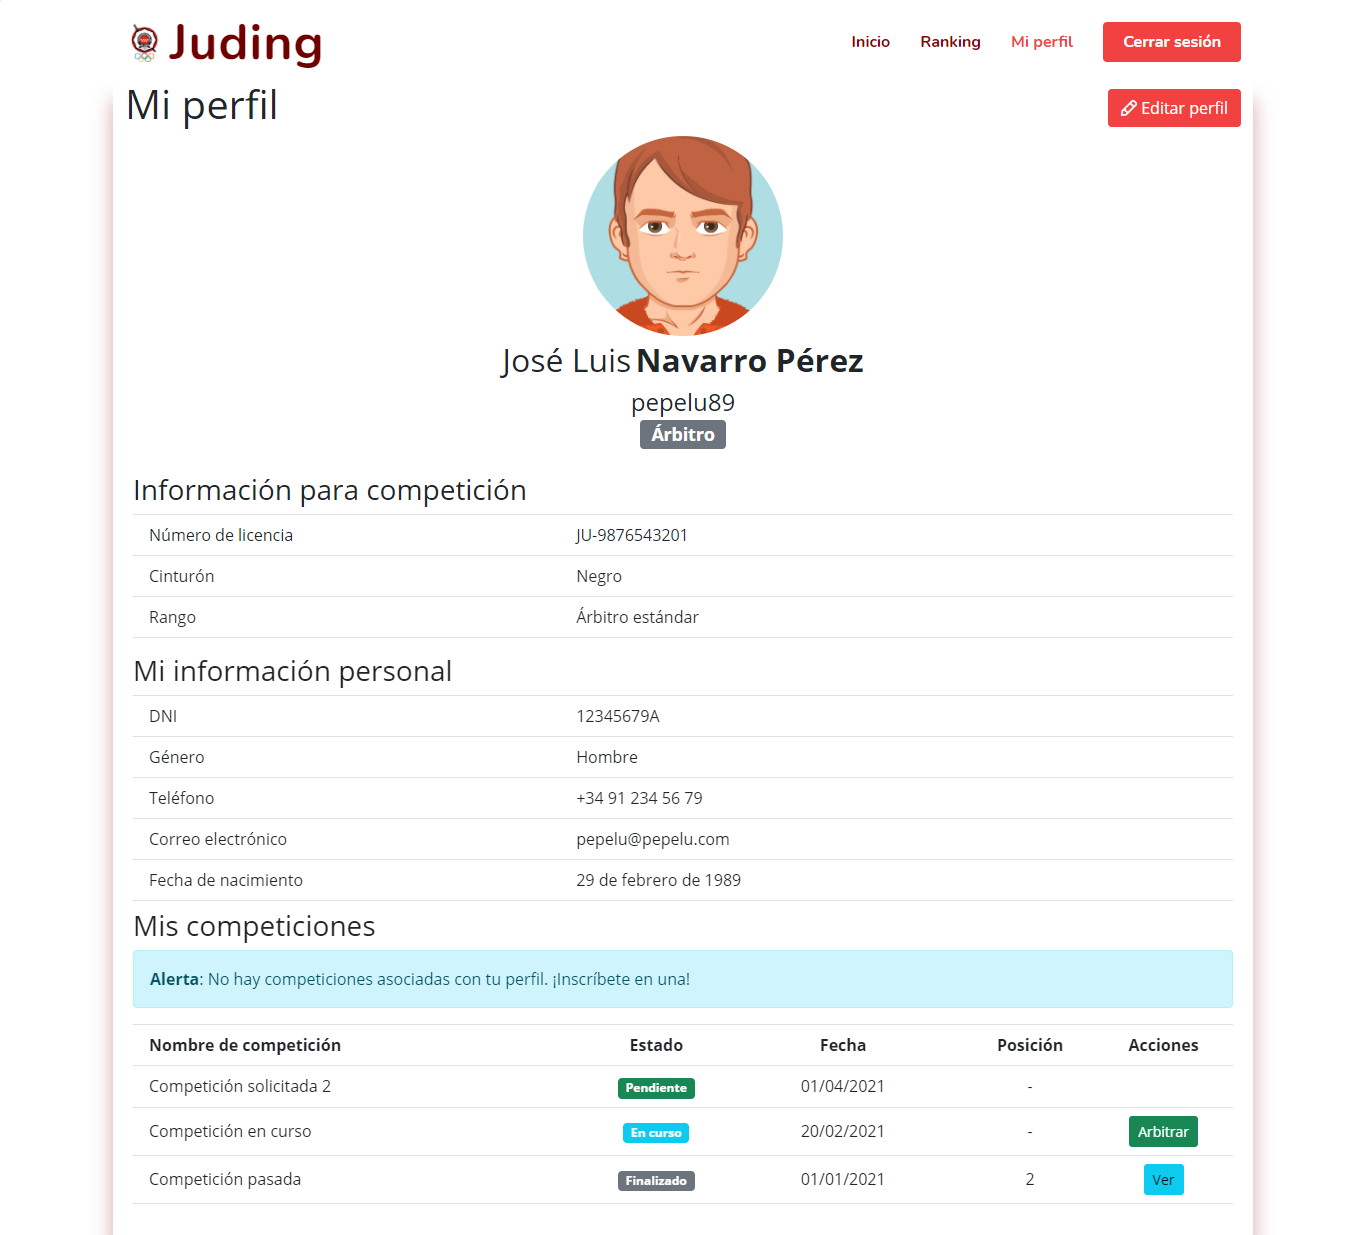 Juding
Inicio Ranking Mi perfil Cerrar sesión
Mi perfil
Editar perfil
José Luis Navarro Pérez
pepelu89
Árbitro
Información para competición
Número de licencia JU-9876543201
Cinturón Negro
Rango Árbitro estándar
Mi información personal
DNI 12345679A
Género Hombre
Teléfono +34 91 234 56 79
Correo electrónico pepelu@pepelu.com
Fecha de nacimiento 29 de febrero de 1989
Mis competiciones
Alerta: No hay competiciones asociadas con tu perfil. ¡Inscríbete en una!
Nombre de competición Estado Fecha Posición Acciones
Competición solicitada 2 Pendiente 01/04/2021 -
Competición en curso En curso 20/02/2021 - Arbitrar
Competición pasada Finalizado 01/01/2021 2 Ver